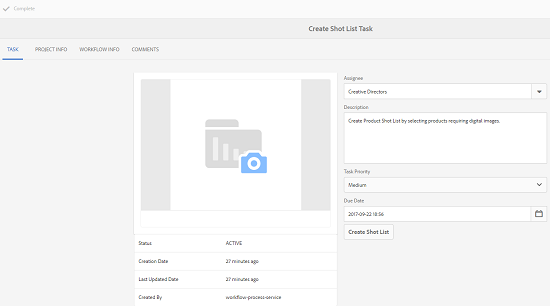 Complete
Create Shot List Task
TASK PROJECT INFO WORKFLOW INFO COMMENTS
Assignee
Creative Directors
Description
Create Product Shot List by selecting products requiring digital images.
Task Priority
Medium
Due Date
2017-09-22 18:56
Create Shot List
Status ACTIVE
Creation Date 27 minutes ago
Last Updated Date 27 minutes ago
Created By workflow-process-service